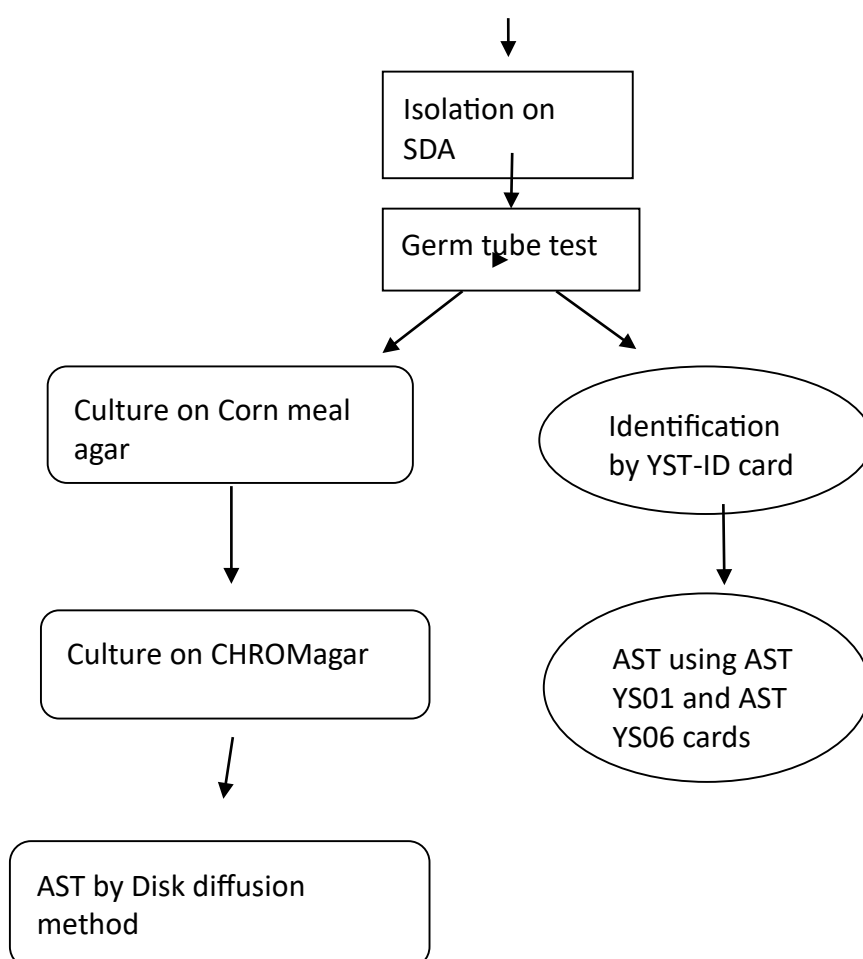 Isolation on
SDA
Germ tube test
Culture on Corn meal
agar
Identification
by YST-ID card
Culture on CHROMagar
AST using AST
YS01 and AST
YS06 cards
AST by Disk diffusion
method